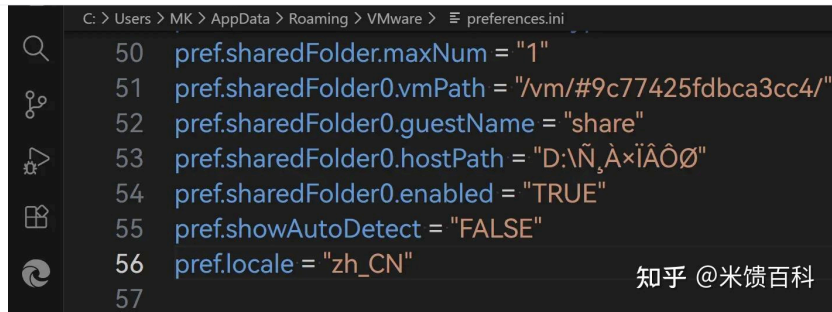 C: > Users > MK > AppData > Roaming > VMware > preferences.ini
50 pref.sharedFolder.maxNum = "1"
51 pref.sharedFolder0.vmPath = "/vm/#9c77425fdbca3cc4/"
52 pref.sharedFolder0.guestName = "share"
53 pref.sharedFolder0.hostPath = "D:\Ñ¸À×ÏÂÔØ"
54 pref.sharedFolder0.enabled = "TRUE"
55 pref.showAutoDetect = "FALSE"
56 pref.locale = "zh_CN"
57
知乎 @米馈百科